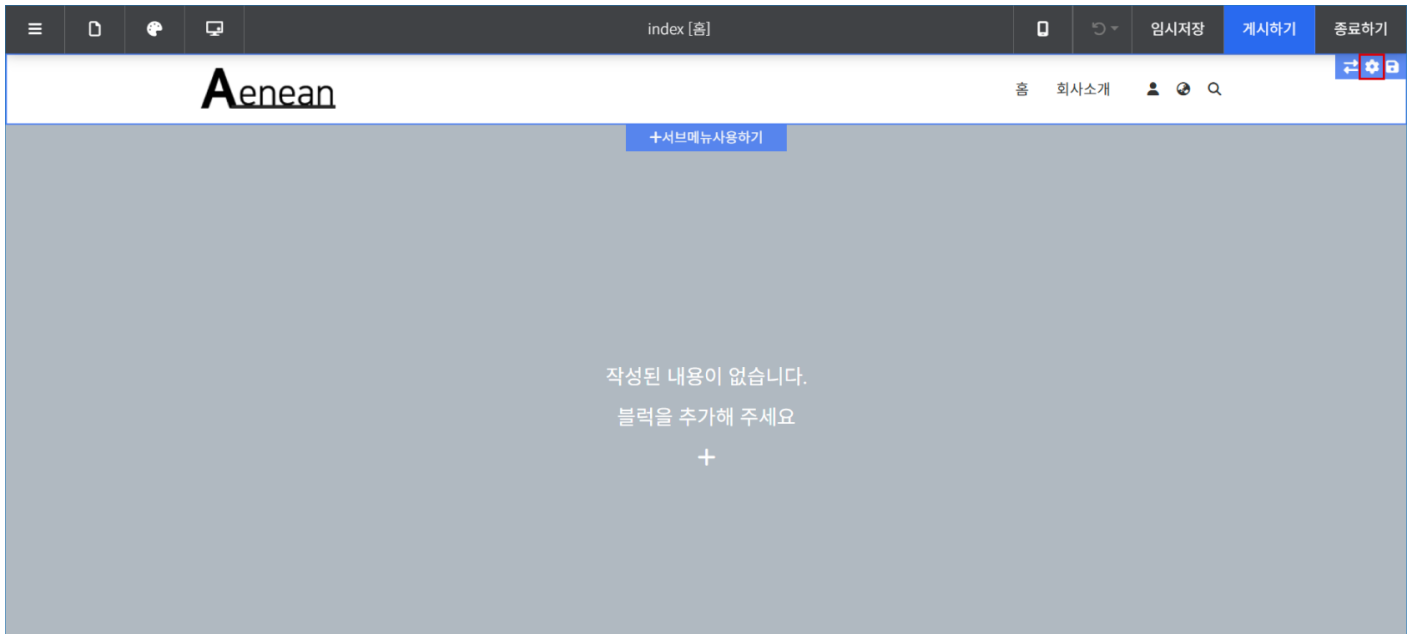 index [홈]
임시저장
게시하기
종료하기
Aenean
홈
회사소개
+서브메뉴사용하기
작성된 내용이 없습니다.
블럭을 추가해 주세요
+